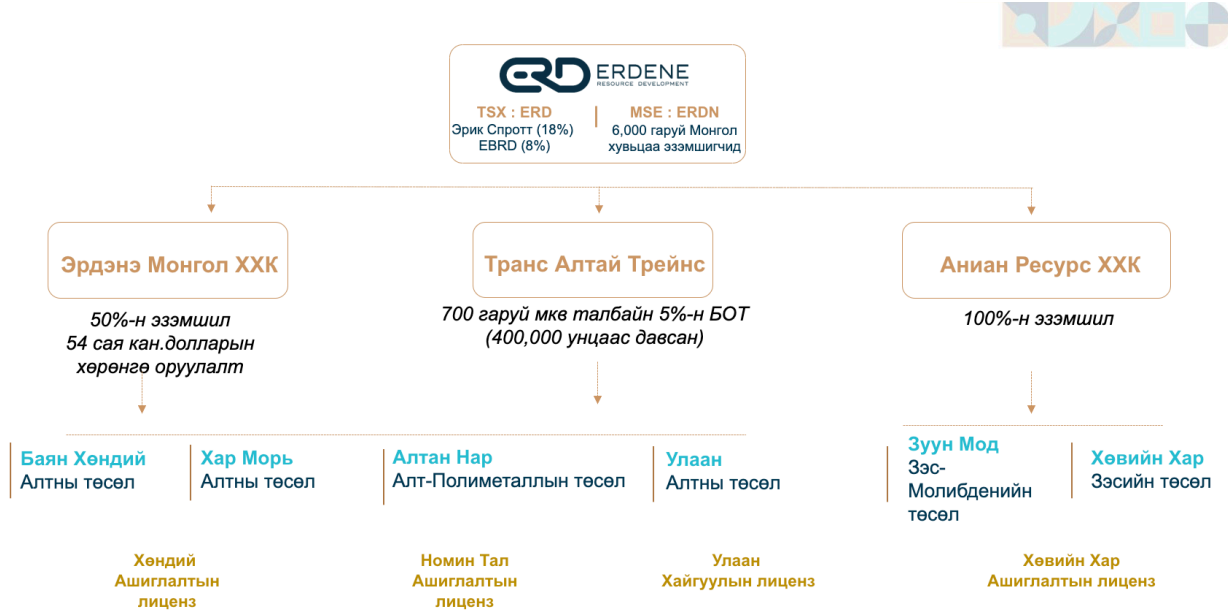 ERD ERDENE
RESOURCE DEVELOPMENT
TSX : ERD
Эрик Спротт (18%)
EBRD (8%)
MSE : ERDN
6,000 гаруй Монгол
хувьцаа эзэмшигчид
Эрдэнэ Монгол ХХК
50%-н эзэмшил
54 сая кан.долларын
хөрөнгө оруулалт
Транс Алтай Трейнс
700 гаруй мкв талбайн 5%-н БОТ
(400,000 унцаас давсан)
Аниан Ресурс ХХК
100%-н эзэмшил
Баян Хөндий
Алтны төсөл
Хар Морь
Алтны төсөл
Алтан Нар
Алт-Полиметаллын төсөл
Улаан
Алтны төсөл
Зуун Мод
Зэс-
Молибденийн
төсөл
Хөвийн Хар
Зэсийн төсөл
Хөндий
Ашиглалтын
лиценз
Номин Тал
Ашиглалтын
лиценз
Улаан
Хайгуулын лиценз
Хөвийн Хар
Ашиглалтын лиценз